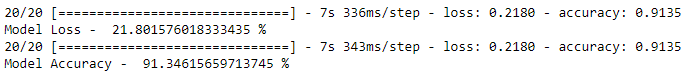 20/20 [==============================] - 7s 336ms/step - loss: 0.2180 - accuracy: 0.9135
Model Loss -  21.801576018333435 %
20/20 [==============================] - 7s 343ms/step - loss: 0.2180 - accuracy: 0.9135
Model Accuracy -  91.34615659713745 %